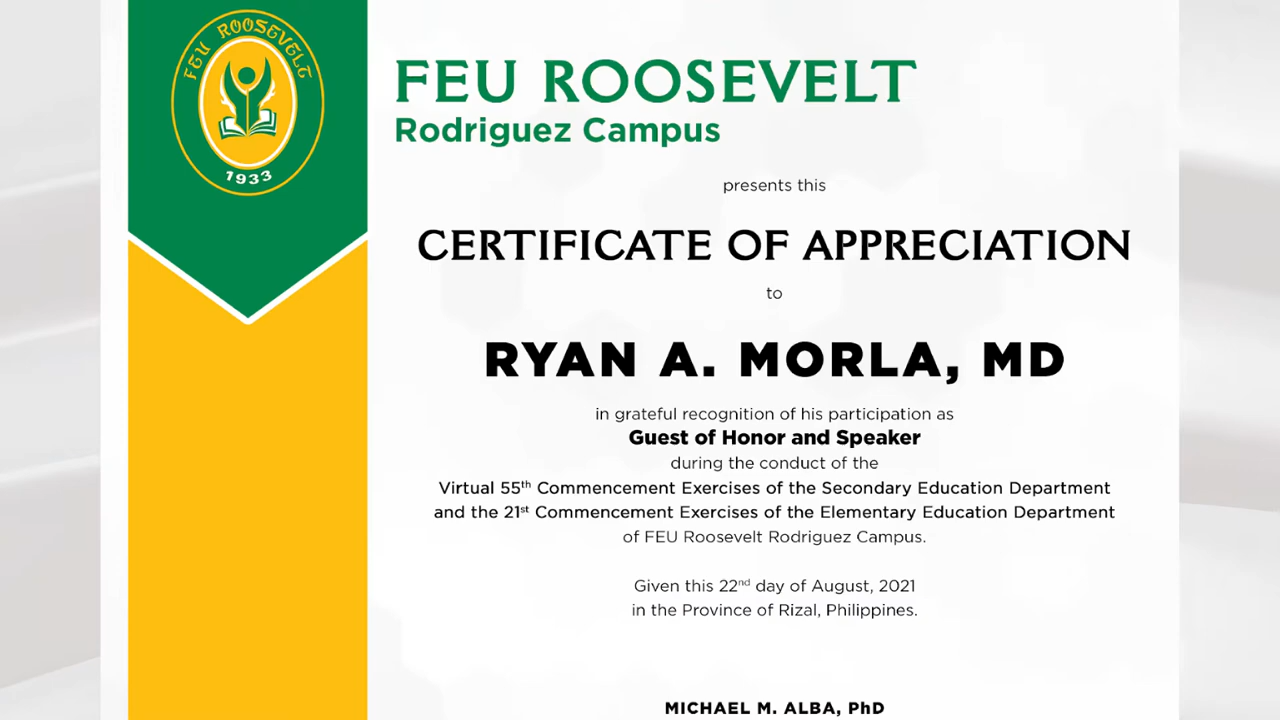 FEU ROOSEVELT
1933
FEU ROOSEVELT
Rodriguez Campus
presents this
CERTIFICATE OF APPRECIATION
to
RYAN A. MORLA, MD
in grateful recognition of his participation as
Guest of Honor and Speaker
during the conduct of the
Virtual 55th Commencement Exercises of the Secondary Education Department
and the 21st Commencement Exercises of the Elementary Education Department
of FEU Roosevelt Rodriguez Campus.
Given this 22nd day of August, 2021
in the Province of Rizal, Philippines.
MICHAEL M. ALBA, PhD